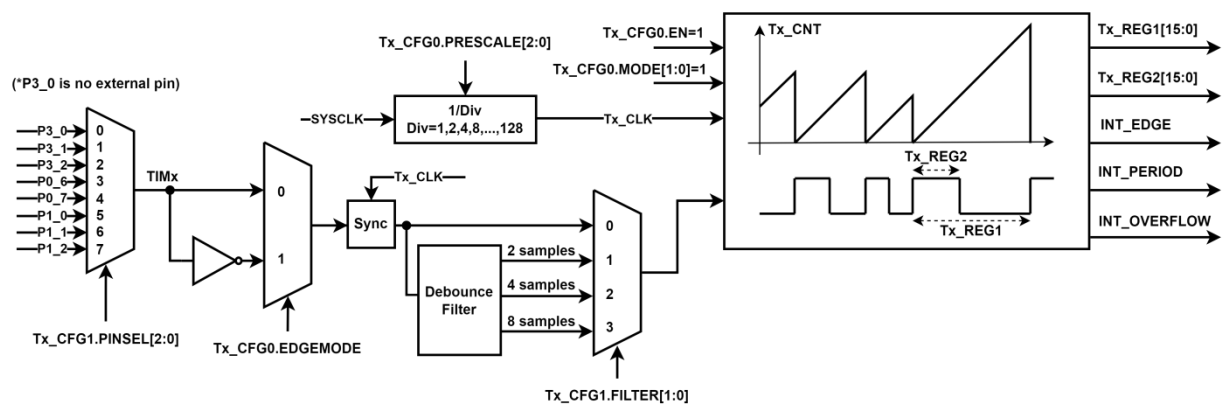 Tx_CFG0.PRESCALE[2:0]
(*P3_0 is no external pin)
SYSCLK
1/Div
Div=1,2,4,8,...,128
Tx_CLK
Tx_CFG0.EN=1
Tx_CFG0.MODE[1:0]=1
Tx_CNT
Tx_REG2
Tx_REG1
Tx_REG1[15:0]
Tx_REG2[15:0]
INT_EDGE
INT_PERIOD
INT_OVERFLOW
P3_0 0
P3_1 1
P3_2 2
P0_6 3
P0_7 4
P1_0 5
P1_1 6
P1_2 7
TIMx
0
1
Tx_CLK
Sync
Debounce
Filter
2 samples
4 samples
8 samples
0
1
2
3
Tx_CFG1.PINSEL[2:0]
Tx_CFG0.EDGEMODE
Tx_CFG1.FILTER[1:0]